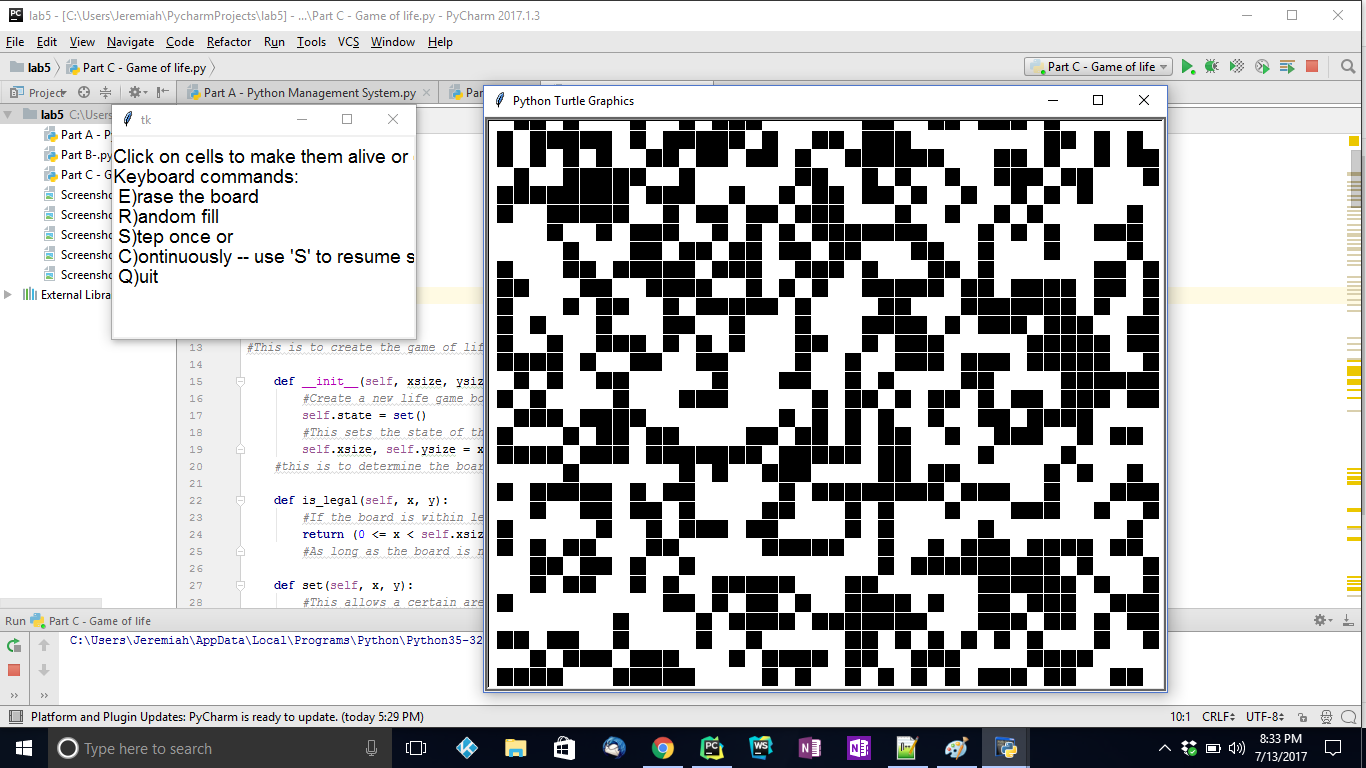 lab5 - [C:\Users\Jeremiah\PycharmProjects\lab5] - ...\Part C - Game of life.py - PyCharm 2017.1.3
File Edit View Navigate Code Refactor Run Tools VCS Window Help
lab5 Part C - Game of life.py
Part C - Game of life
Project
Part A - Python Management System.py
Par
lab5 C:\Users
Part A - P
Part B-.py
Part C - G
Screensho
Screensho
Screensho
Screensho
Screensho
External Libra
tk
Click on cells to make them alive or
Keyboard commands:
E)rase the board
R)andom fill
S)tep once or
C)ontinuously -- use 'S' to resume s
Q)uit
Python Turtle Graphics
13 #This is to create the game of lif
14
15 def __init__(self, xsize, ysiz
16 #Create a new life game bo
17 self.state = set()
18 #This sets the state of th
19 self.xsize, self.ysize = x
20 #this is to determine the boar
21
22 def is_legal(self, x, y):
23 #If the board is within le
24 return (0 <= x < self.xsiz
25 #As long as the board is n
26
27 def set(self, x, y):
28 #This allows a certain are
Run Part C - Game of life
C:\Users\Jeremiah\AppData\Local\Programs\Python\Python35-32
Platform and Plugin Updates: PyCharm is ready to update. (today 5:29 PM)
10:1 CRLF UTF-8
Type here to search
8:33 PM
7/13/2017